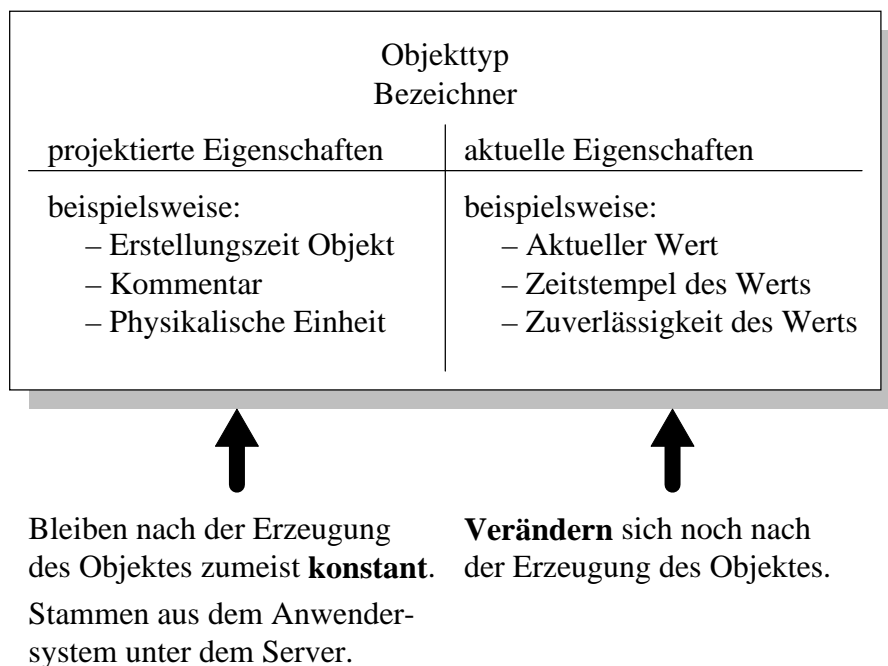 Objekttyp
Bezeichner
projektierte Eigenschaften
beispielsweise:
– Erstellungszeit Objekt
– Kommentar
– Physikalische Einheit
aktuelle Eigenschaften
beispielsweise:
– Aktueller Wert
– Zeitstempel des Werts
– Zuverlässigkeit des Werts
Bleiben nach der Erzeugung
des Objektes zumeist konstant.
Stammen aus dem Anwender-
system unter dem Server.
Verändern sich noch nach
der Erzeugung des Objektes.